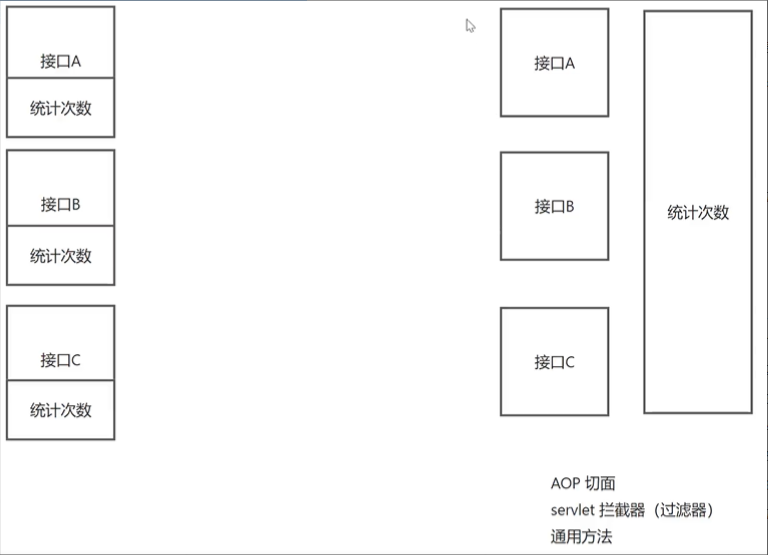 接口A
统计次数
接口B
统计次数
接口C
统计次数
接口A
接口B
接口C
统计次数
AOP 切面
servlet 拦截器（过滤器）
通用方法